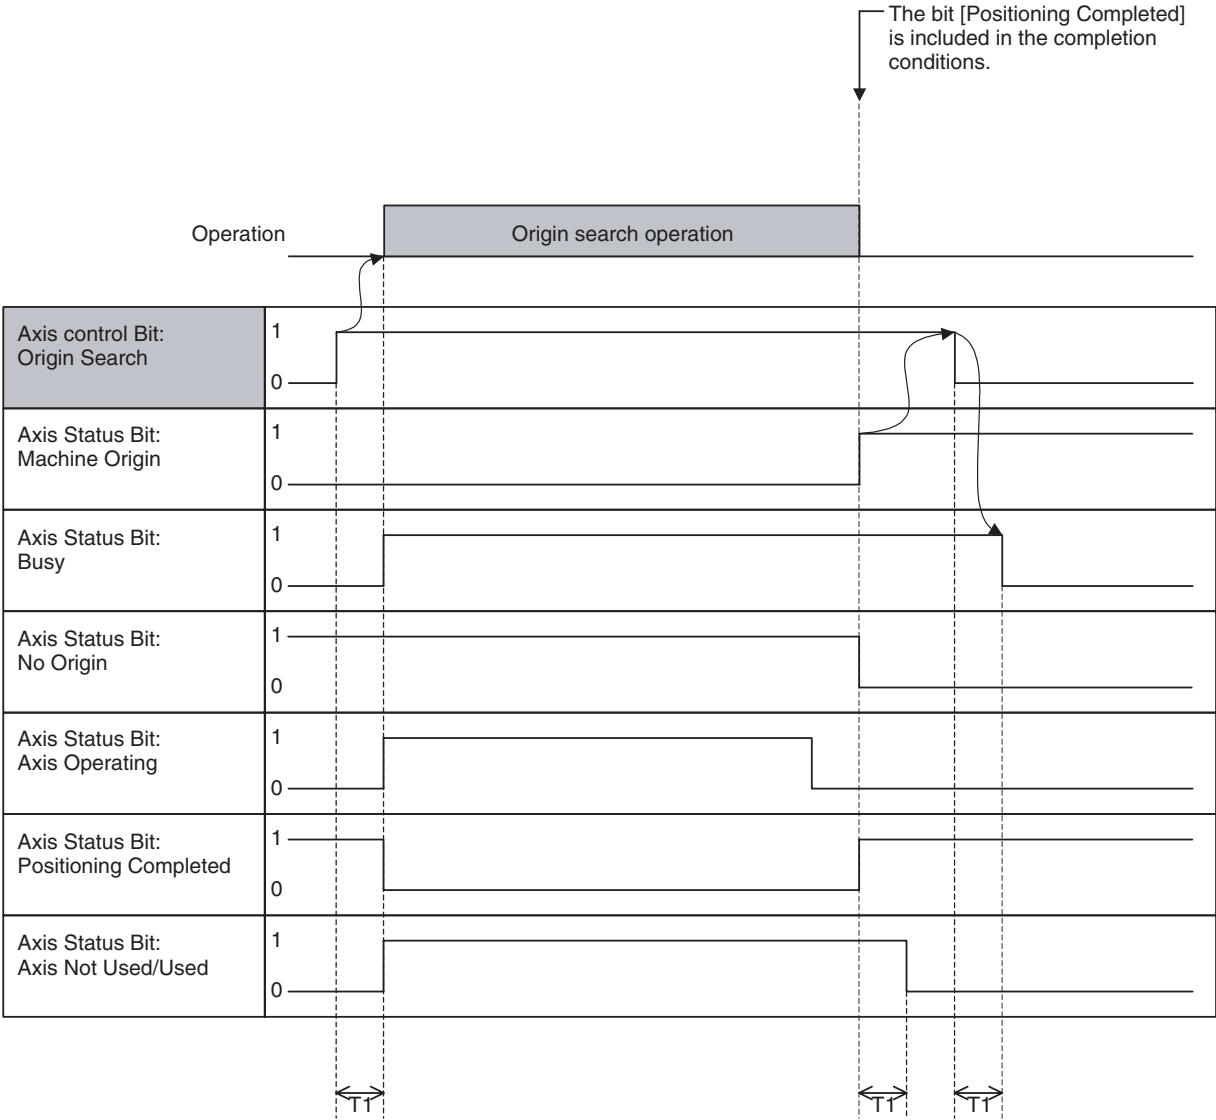 The bit [Positioning Completed]
is included in the completion
conditions.
Operation
Origin search operation
Axis control Bit:
Origin Search
1
0
Axis Status Bit:
Machine Origin
1
0
Axis Status Bit:
Busy
1
0
Axis Status Bit:
No Origin
1
0
Axis Status Bit:
Axis Operating
1
0
Axis Status Bit:
Positioning Completed
1
0
Axis Status Bit:
Axis Not Used/Used
1
0
T1 T1 T1